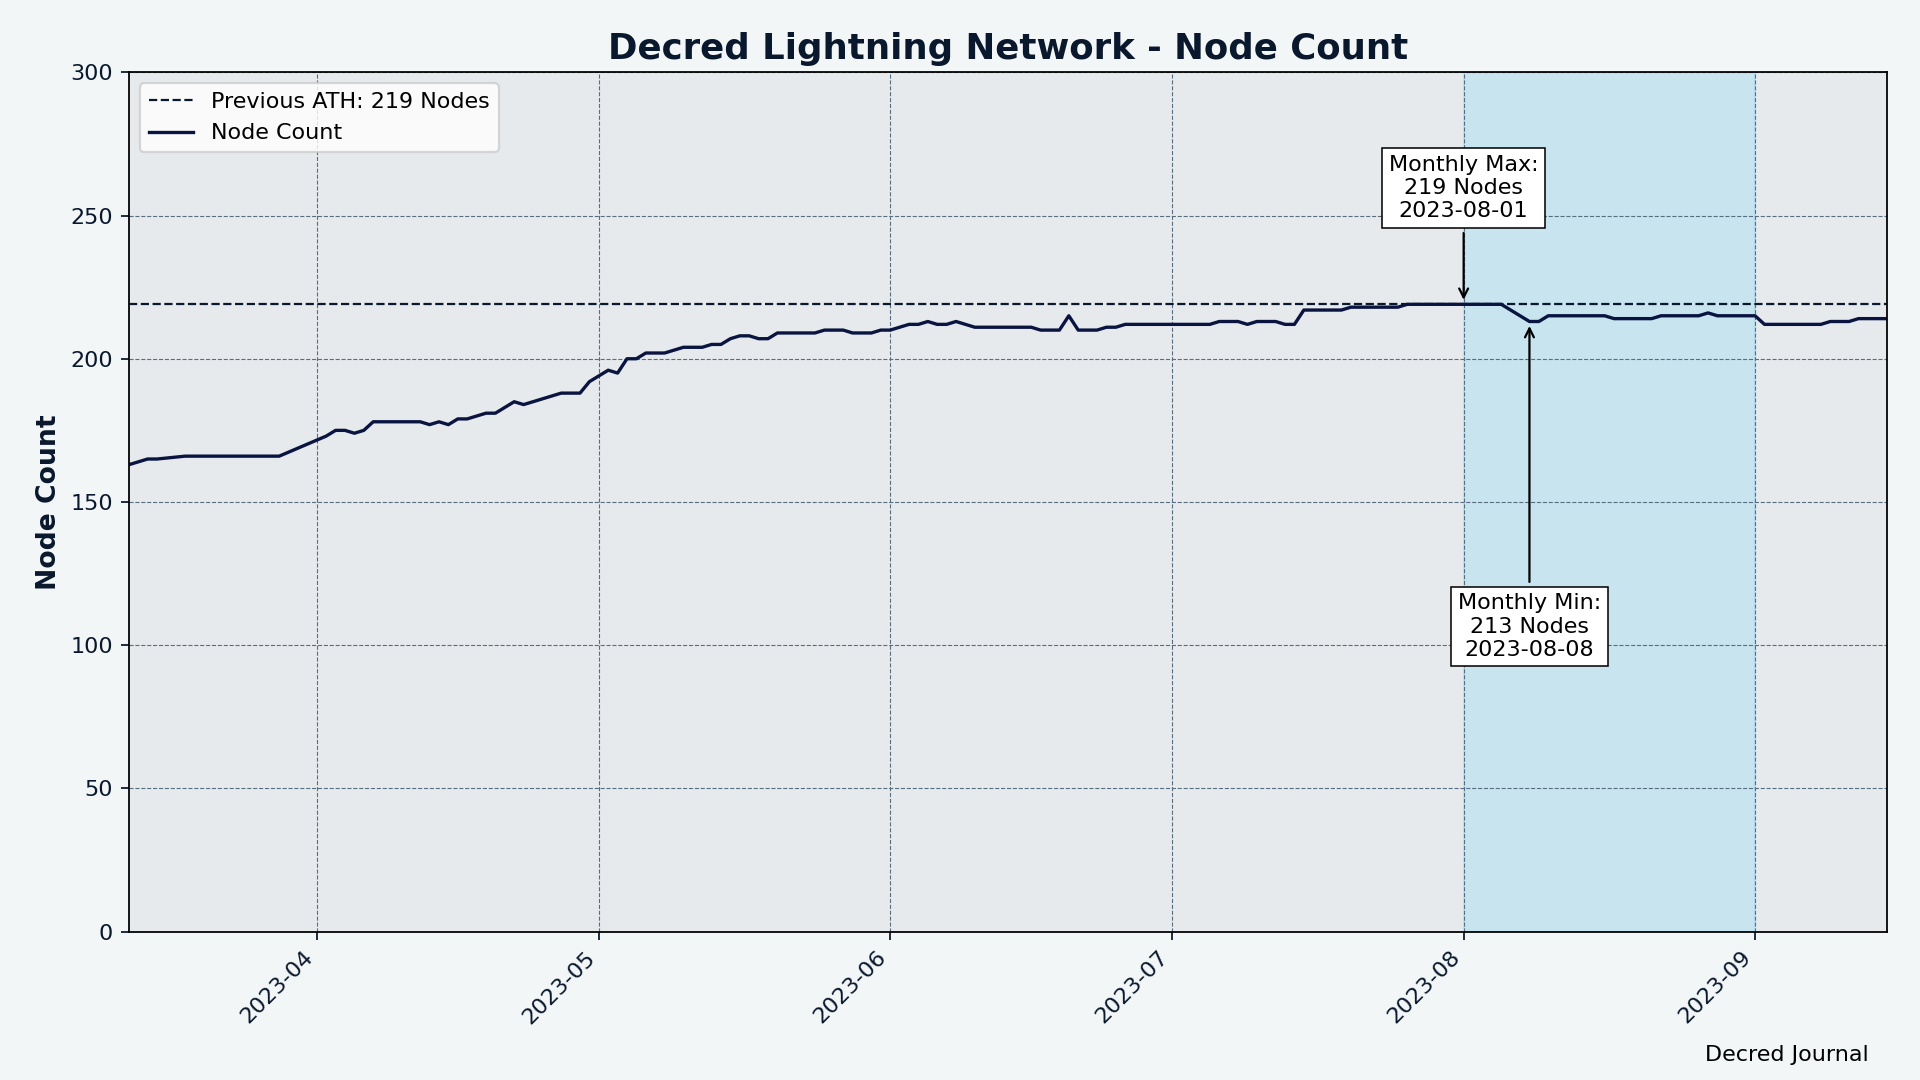 Decred Lightning Network - Node Count
Previous ATH: 219 Nodes
Node Count
Monthly Max:
219 Nodes
2023-08-01
Monthly Min:
213 Nodes
2023-08-08
Node Count
300
250
200
150
100
50
0
2023-04
2023-05
2023-06
2023-07
2023-08
2023-09
Decred Journal